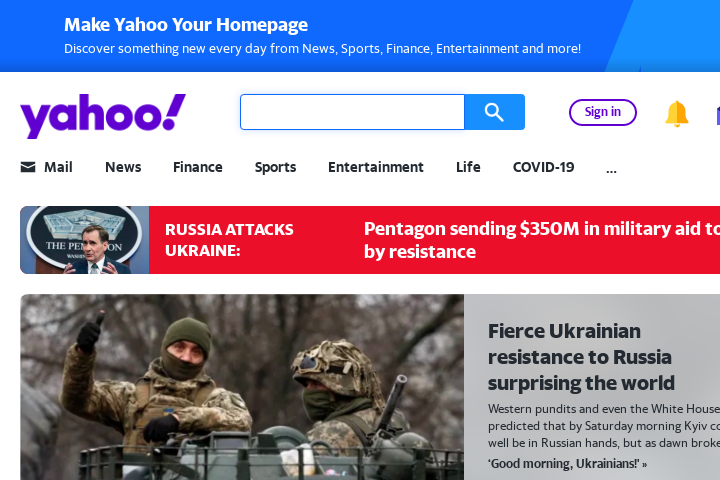 Make Yahoo Your Homepage
Discover something new every day from News, Sports, Finance, Entertainment and more!
yahoo!
Sign in
Mail News Finance Sports Entertainment Life COVID-19 ...
THE PENTAGON
RUSSIA ATTACKS
UKRAINE:
Pentagon sending $350M in military aid to
by resistance
Fierce Ukrainian
resistance to Russia
surprising the world
Western pundits and even the White House
predicted that by Saturday morning Kyiv co
well be in Russian hands, but as dawn broke
'Good morning, Ukrainians!' »